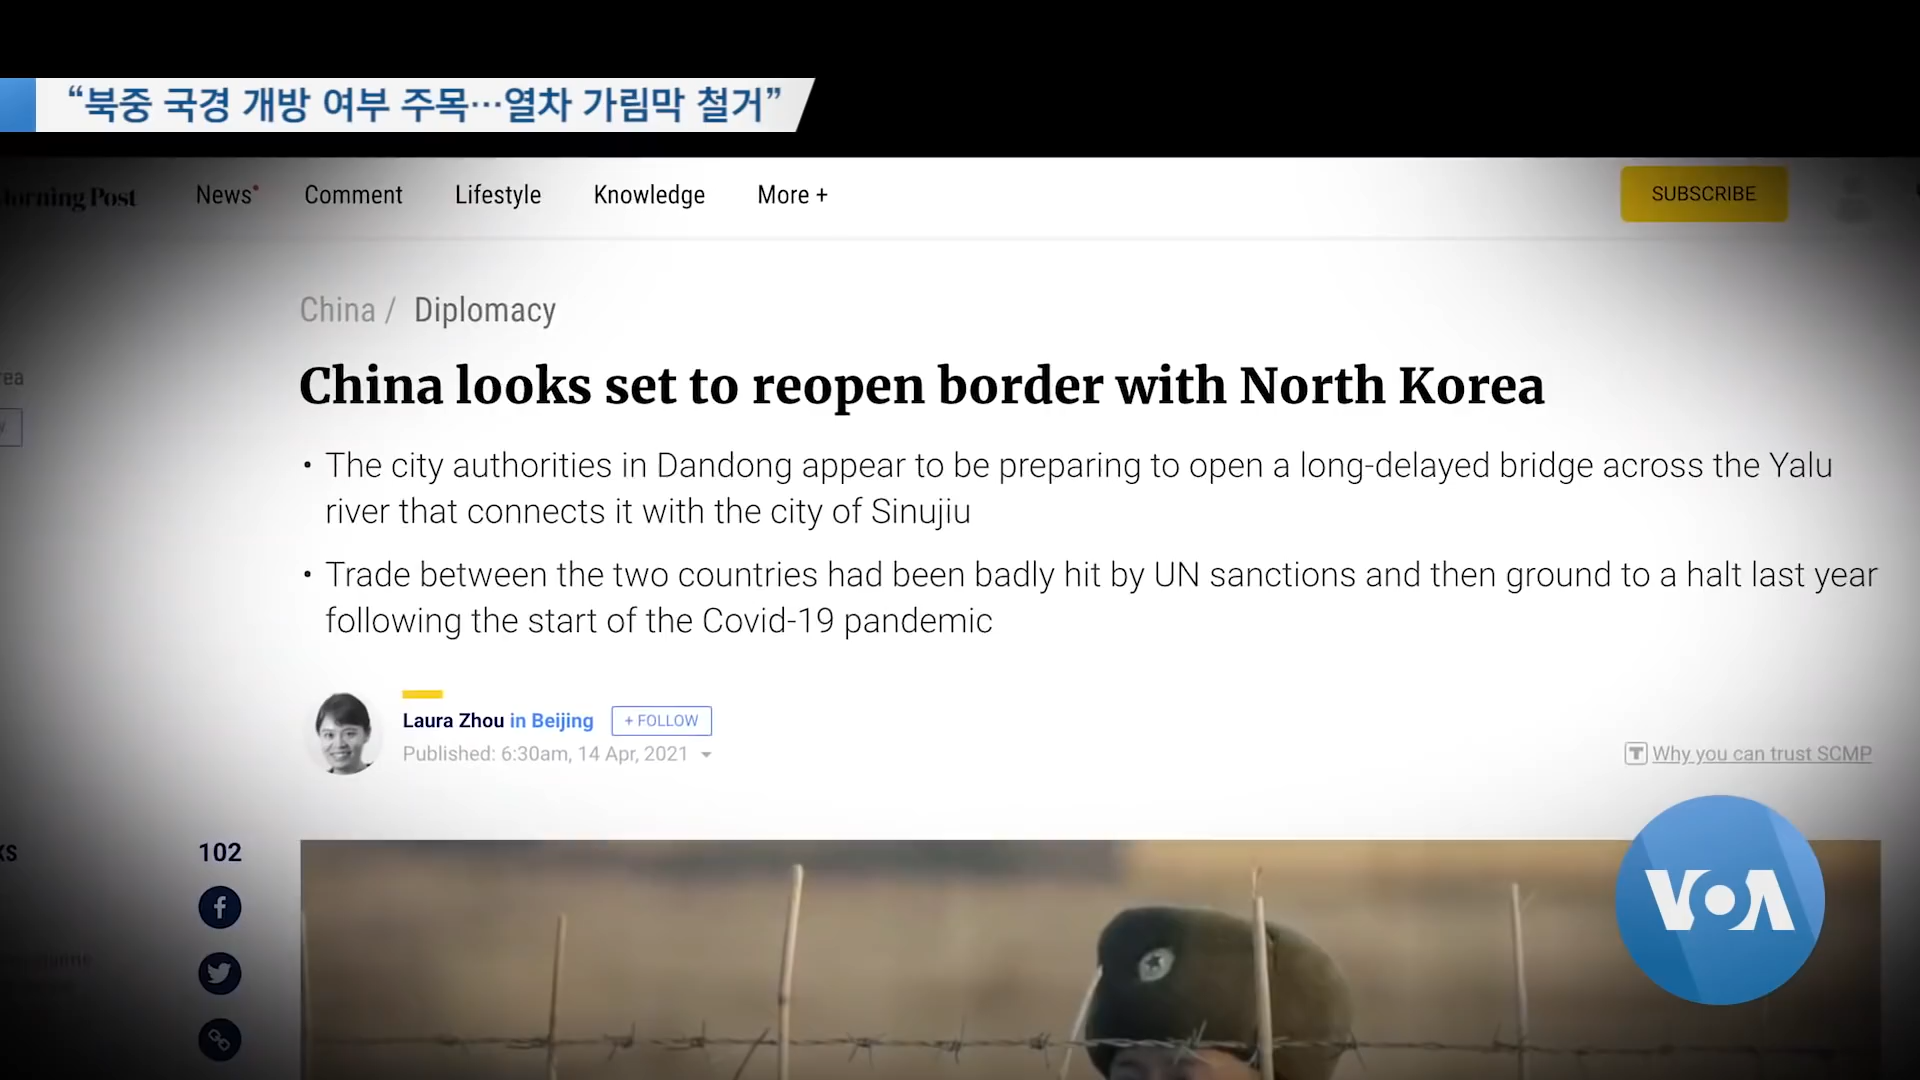 “북중 국경 개방 여부 주목…열차 가림막 철거”
Morning Post
News
Comment
Lifestyle
Knowledge
More +
SUBSCRIBE
China / Diplomacy
China looks set to reopen border with North Korea
• The city authorities in Dandong appear to be preparing to open a long-delayed bridge across the Yalu
river that connects it with the city of Sinujiu
• Trade between the two countries had been badly hit by UN sanctions and then ground to a halt last year
following the start of the Covid-19 pandemic
Laura Zhou in Beijing
+ FOLLOW
Published: 6:30am, 14 Apr, 2021
Why you can trust SCMP
102
VOA